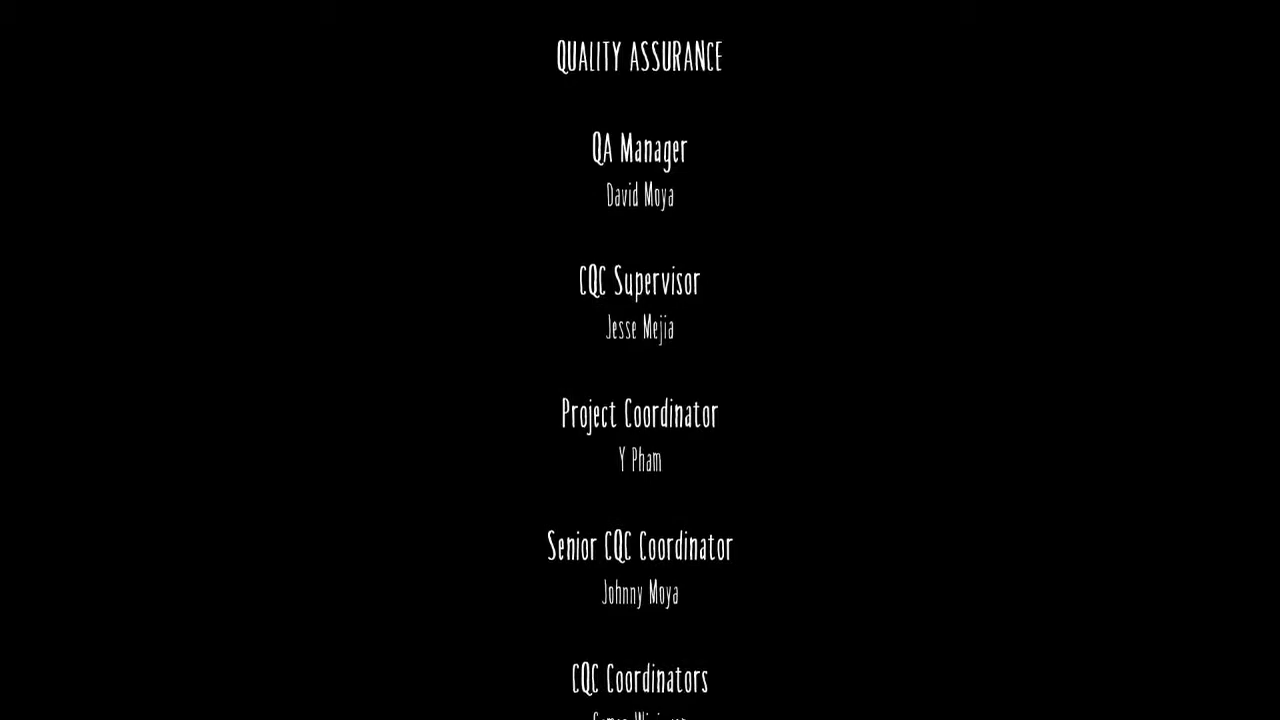 QUALITY ASSURANCE
QA Manager
David Moya
CQC Supervisor
Jesse Mejia
Project Coordinator
Y Pham
Senior CQC Coordinator
Johnny Moya
CQC Coordinators